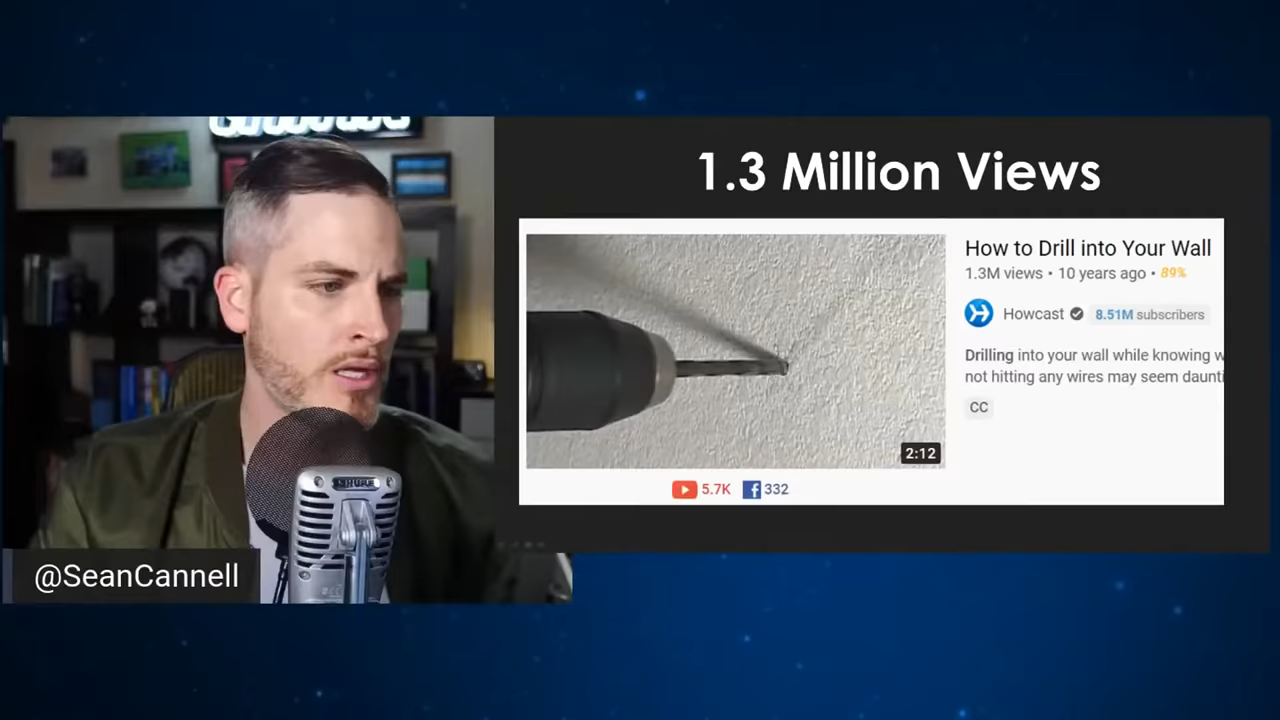 1.3 Million Views
How to Drill into Your Wall
1.3M views • 10 years ago • 89%
Howcast
8.51M subscribers
Drilling into your wall while knowing
not hitting any wires may seem
CC
2:12
5.7K
332
SHURE
@SeanCannell